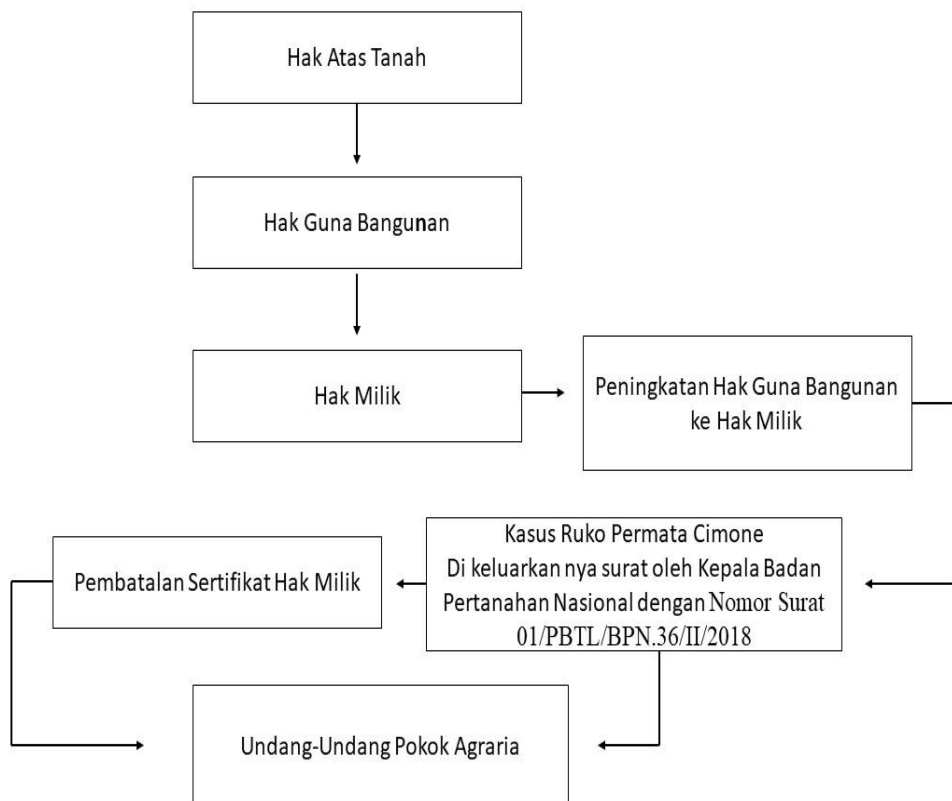 Hak Atas Tanah
Hak Guna Bangunan
Hak Milik
Peningkatan Hak Guna Bangunan
ke Hak Milik
Kasus Ruko Permata Cimone
Di keluarkan nya surat oleh Kepala Badan
Pertanahan Nasional dengan Nomor Surat
01/PBTL/BPN.36/II/2018
Pembatalan Sertifikat Hak Milik
Undang-Undang Pokok Agraria